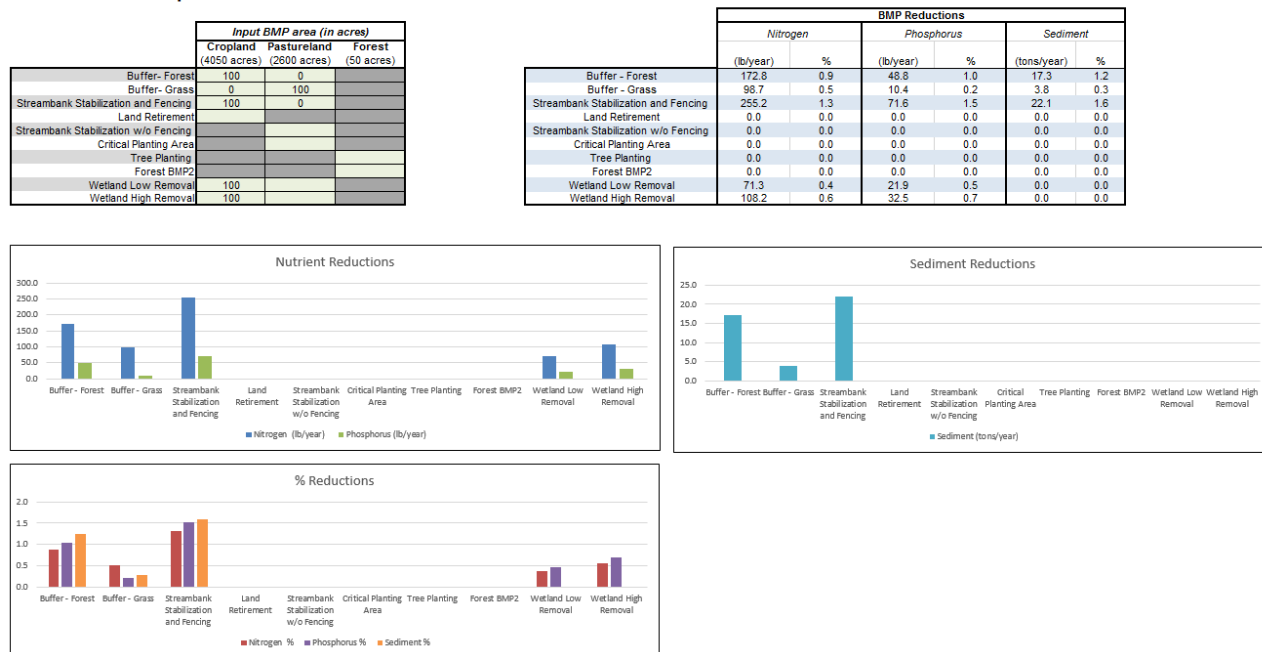 Input BMP area (in acres)
Cropland Pastureland Forest
(4050 acres) (2600 acres) (50 acres)
Buffer- Forest 100 0
Buffer- Grass 0 100
Streambank Stabilization and Fencing 100 0
Land Retirement
Streambank Stabilization w/o Fencing
Critical Planting Area
Tree Planting
Forest BMP2
Wetland Low Removal 100
Wetland High Removal 100
BMP Reductions
Nitrogen Phosphorus Sediment
(lb/year) % (lb/year) % (tons/year) %
Buffer - Forest 172.8 0.9 48.8 1.0 17.3 1.2
Buffer - Grass 98.7 0.5 10.4 0.2 3.8 0.3
Streambank Stabilization and Fencing 255.2 1.3 71.6 1.5 22.1 1.6
Land Retirement 0.0 0.0 0.0 0.0 0.0 0.0
Streambank Stabilization w/o Fencing 0.0 0.0 0.0 0.0 0.0 0.0
Critical Planting Area 0.0 0.0 0.0 0.0 0.0 0.0
Tree Planting 0.0 0.0 0.0 0.0 0.0 0.0
Forest BMP2 0.0 0.0 0.0 0.0 0.0 0.0
Wetland Low Removal 71.3 0.4 21.9 0.5 0.0 0.0
Wetland High Removal 108.2 0.6 32.5 0.7 0.0 0.0
Nutrient Reductions
300.0
250.0
200.0
150.0
100.0
50.0
0.0
Buffer - Forest Buffer - Grass Streambank Land Streambank Critical Planting Tree Planting Forest BMP2 Wetland Low Wetland High
Stabilization Retirement Stabilization Area Removal Removal
and Fencing w/o Fencing
Nitrogen (lb/year) Phosphorus (lb/year)
Sediment Reductions
25.0
20.0
15.0
10.0
5.0
0.0
Buffer - Forest Buffer - Grass Streambank Land Streambank Critical Tree Planting Forest BMP2 Wetland Low Wetland High
Stabilization Retirement Stabilization Planting Area Removal Removal
and Fencing w/o Fencing
Sediment (tons/year)
% Reductions
2.0
1.5
1.0
0.5
0.0
Buffer - Forest Buffer - Grass Streambank Land Streambank Critical Planting Tree Planting Forest BMP2 Wetland Low Wetland High
Stabilization Retirement Stabilization Area Removal Removal
and Fencing w/o Fencing
Nitrogen % Phosphorus % Sediment %